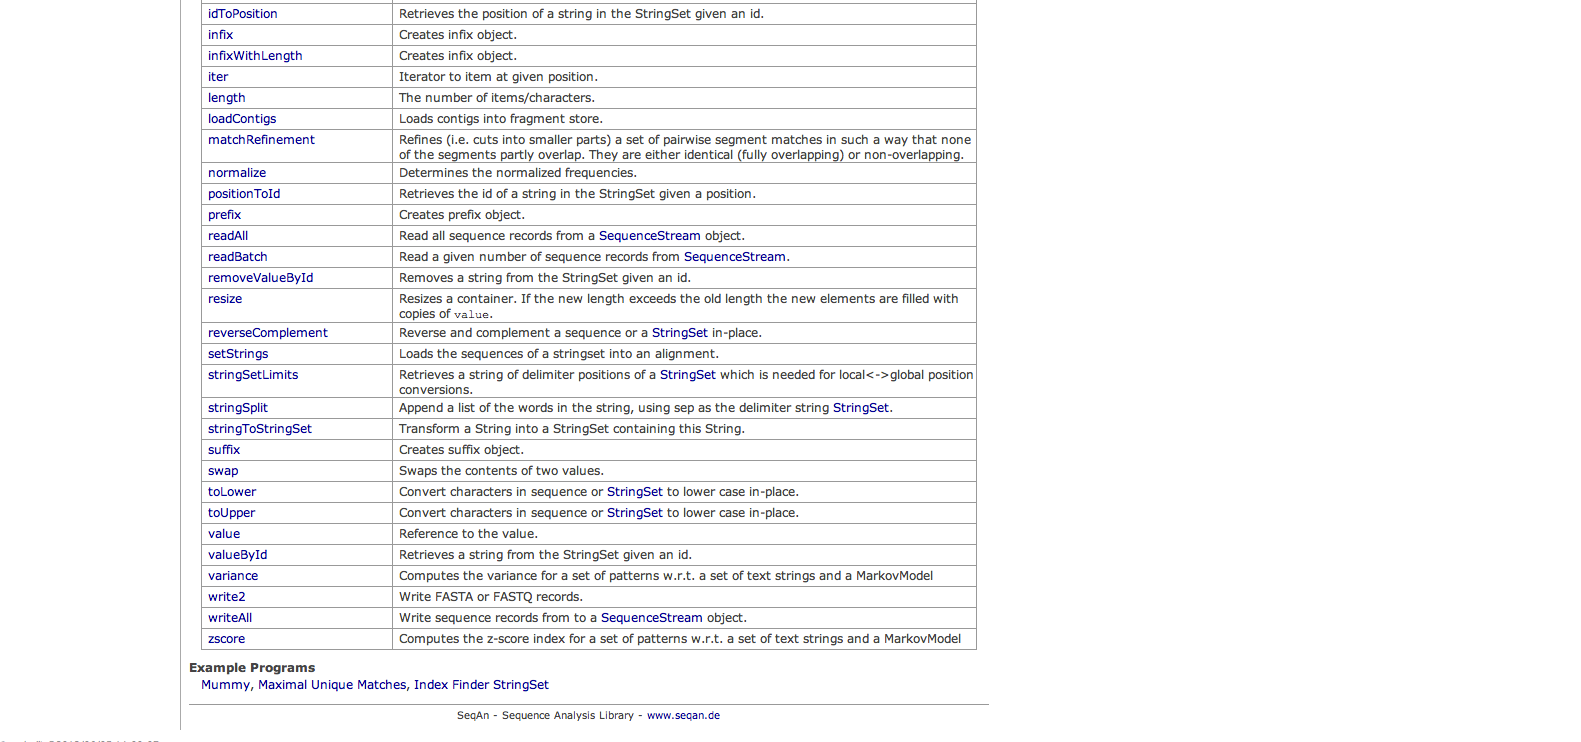 idToPosition Retrieves the position of a string in the StringSet given an id.
infix Creates infix object.
infixWithLength Creates infix object.
iter Iterator to item at given position.
length The number of items/characters.
loadContigs Loads contigs into fragment store.
matchRefinement Refines (i.e. cuts into smaller parts) a set of pairwise segment matches in such a way that none
of the segments partly overlap. They are either identical (fully overlapping) or non-overlapping.
normalize Determines the normalized frequencies.
positionToId Retrieves the id of a string in the StringSet given a position.
prefix Creates prefix object.
readAll Read all sequence records from a SequenceStream object.
readBatch Read a given number of sequence records from SequenceStream.
removeValueById Removes a string from the StringSet given an id.
resize Resizes a container. If the new length exceeds the old length the new elements are filled with
copies of value.
reverseComplement Reverse and complement a sequence or a StringSet in-place.
setStrings Loads the sequences of a stringset into an alignment.
stringSetLimits Retrieves a string of delimiter positions of a StringSet which is needed for local<->global position
conversions.
stringSplit Append a list of the words in the string, using sep as the delimiter string StringSet.
stringToStringSet Transform a String into a StringSet containing this String.
suffix Creates suffix object.
swap Swaps the contents of two values.
toLower Convert characters in sequence or StringSet to lower case in-place.
toUpper Convert characters in sequence or StringSet to lower case in-place.
value Reference to the value.
valueById Retrieves a string from the StringSet given an id.
variance Computes the variance for a set of patterns w.r.t. a set of text strings and a MarkovModel
write2 Write FASTA or FASTQ records.
writeAll Write sequence records from to a SequenceStream object.
zscore Computes the z-score index for a set of patterns w.r.t. a set of text strings and a MarkovModel
Example Programs
Mummy, Maximal Unique Matches, Index Finder StringSet
SeqAn - Sequence Analysis Library - www.seqan.de